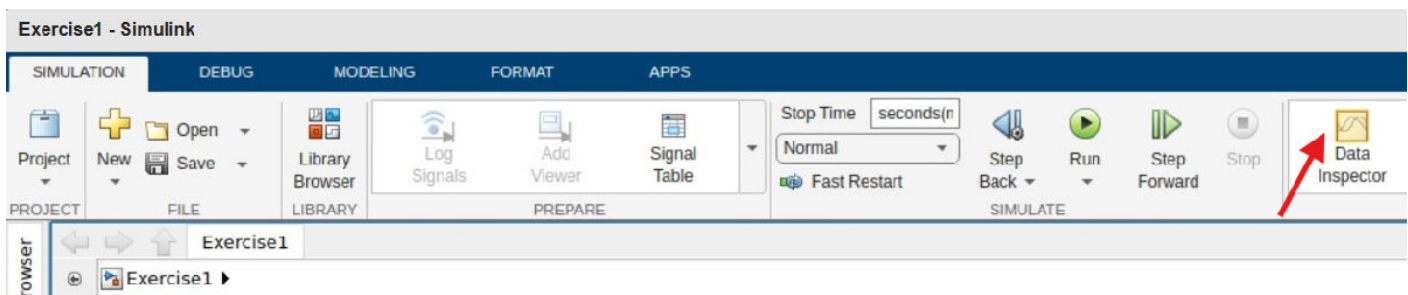 Exercise1 - Simulink
SIMULATION DEBUG MODELING FORMAT APPS
Project
New
Open
Save
Library
Browser
Log
Signals
Add
Viewer
Signal
Table
Stop Time seconds(n
Normal
Fast Restart
Step
Back
Run
Step
Forward
Stop
Data
Inspector
PROJECT FILE LIBRARY PREPARE SIMULATE
rowser
Exercise1
Exercise1